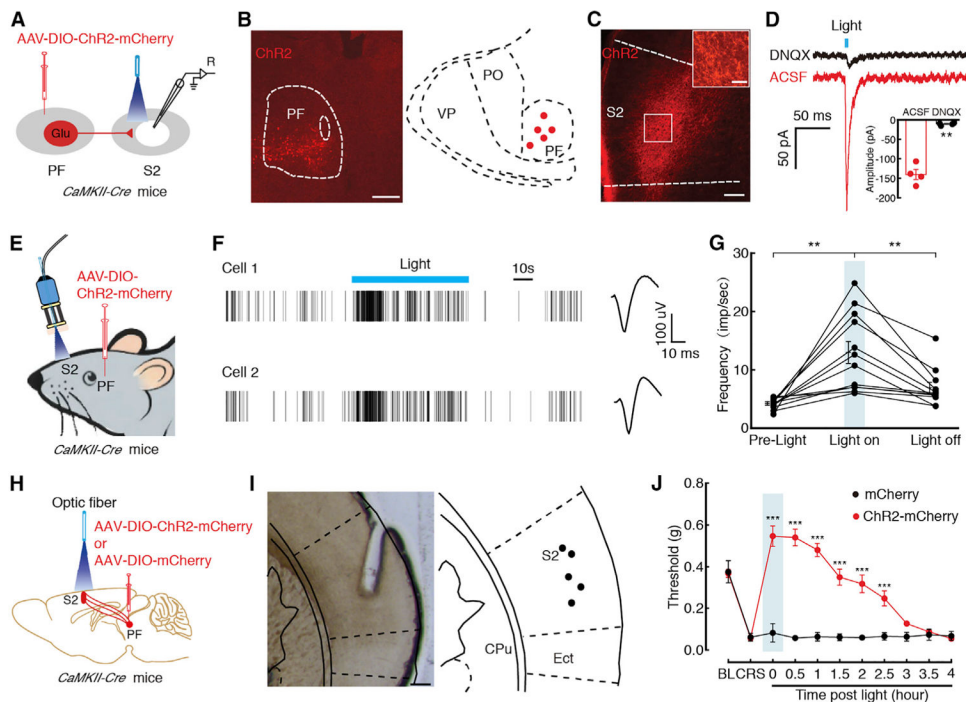 A
AAV-DIO-ChR2-mCherry
R
Glu
PF
S2
CaMKII-Cre mice
B
ChR2
PF
PO
VP
PF
C
ChR2
S2
D
Light
DNQX
ACSF
50 ms
50 pA
ACSF DNQX
**
Amplitude (pA)
0
-50
-100
-150
-200
E
AAV-DIO-
ChR2-mCherry
S2
PF
CaMKII-Cre mice
F
Cell 1
Light
10s
100 uV
10 ms
Cell 2
G
** **
Frequency (imp/sec)
30
20
10
0
Pre-Light Light on Light off
H
Optic fiber
AAV-DIO-ChR2-mCherry
or
AAV-DIO-mCherry
S2
PF
CaMKII-Cre mice
I
S2
CPu
Ect
J
mCherry
ChR2-mCherry
Threshold (g)
0.8
0.6
0.4
0.2
0.0
*** *** *** *** *** ***
BL CRS 0 0.5 1 1.5 2 2.5 3 3.5 4
Time post light (hour)